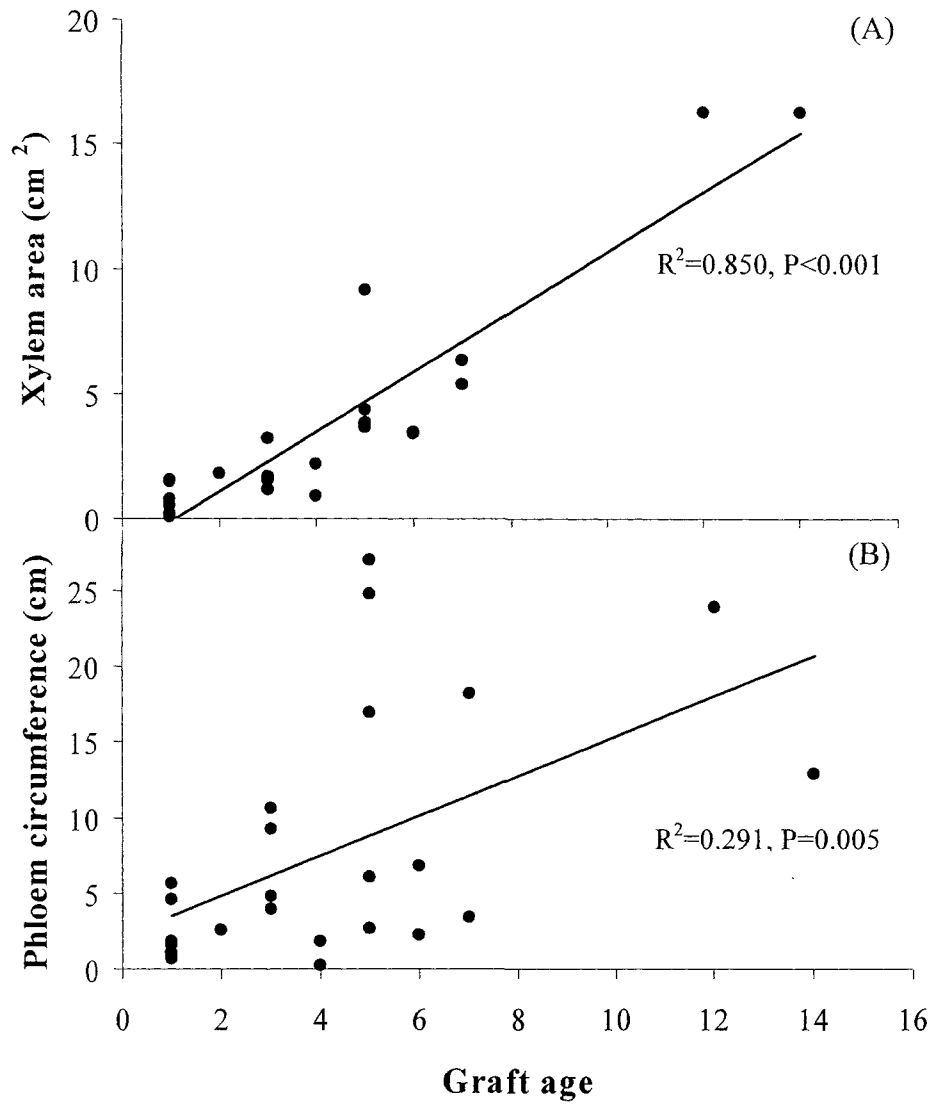 20
(A)
15
Xylem area (cm ²)
10
R²=0.850, P<0.001
5
0
(B)
25
Phloem circumference (cm)
20
15
10
R²=0.291, P=0.005
5
0
0 2 4 6 8 10 12 14 16
Graft age